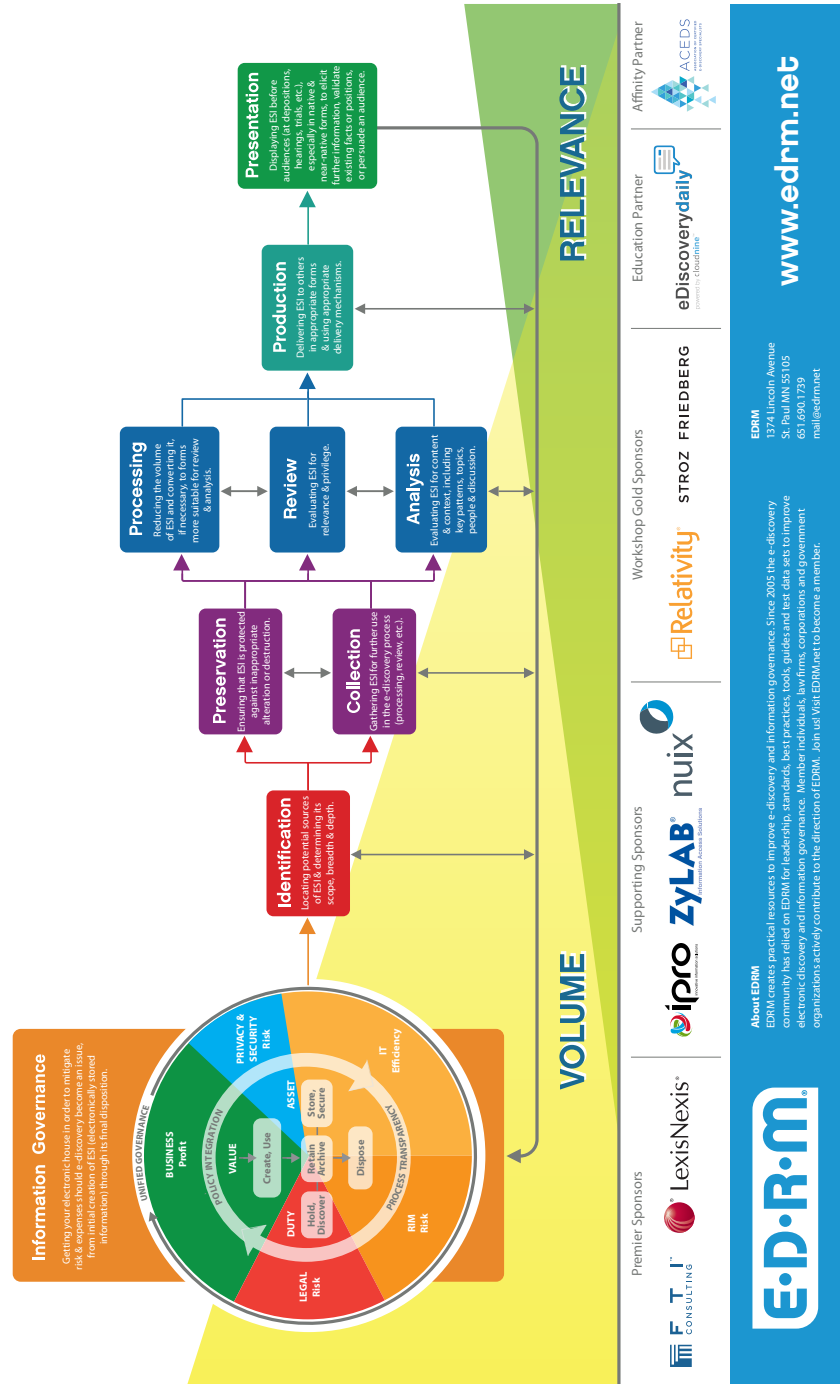 Information Governance
Getting your electronic house in order to mitigate
risk & expenses should e-discovery become an issue,
from initial creation of ESI (electronically stored
information) through its final disposition.
UNIFIED GOVERNANCE
BUSINESS
Profit
PRIVACY &
SECURITY
Risk
IT
Efficiency
RIM
Risk
LEGAL
Risk
POLICY INTEGRATION
PROCESS TRANSPARENCY
VALUE
Create, Use
DUTY
ASSET
Hold,
Discover
Retain
Archive
Store,
Secure
Dispose
Identification
Locating potential sources
of ESI & determining its
scope, breadth & depth.
Preservation
Ensuring that ESI is protected
against inappropriate
alteration or destruction.
Collection
Gathering ESI for further use
in the e-discovery process
(processing, review, etc.).
Processing
Reducing the volume
of ESI and converting it,
if necessary, to forms
more suitable for review
& analysis.
Review
Evaluating ESI for
relevance & privilege.
Analysis
Evaluating ESI for content
& context, including
key patterns, topics,
people & discussion.
Production
Delivering ESI to others
in appropriate forms
& using appropriate
delivery mechanisms.
Presentation
Displaying ESI before
audiences (at depositions,
hearings, trials, etc.),
especially in native &
near-native forms, to elicit
further information, validate
existing facts or positions,
or persuade an audience.
VOLUME
RELEVANCE
Premier Sponsors
F T I™
CONSULTING
LexisNexis®
Supporting Sponsors
ipro
ZyLAB®
Information Access Solutions
nuix
Workshop Gold Sponsors
Relativity®
STROZ FRIEDBERG
Education Partner
eDiscoverydaily
powered by cloudnine
Affinity Partner
ACEDS
E·D·R·M®
About EDRM
EDRM creates practical resources to improve e-discovery and information governance. Since 2005 the e-discovery
community has relied on EDRM for leadership, standards, best practices, tools, guides and test data sets to improve
electronic discovery and information governance. Member individuals, law firms, corporations and government
organizations actively contribute to the direction of EDRM. Join us! Visit EDRM.net to become a member.
EDRM
1374 Lincoln Avenue
St. Paul MN 55105
651.690.1739
mail@edrm.net
www.edrm.net